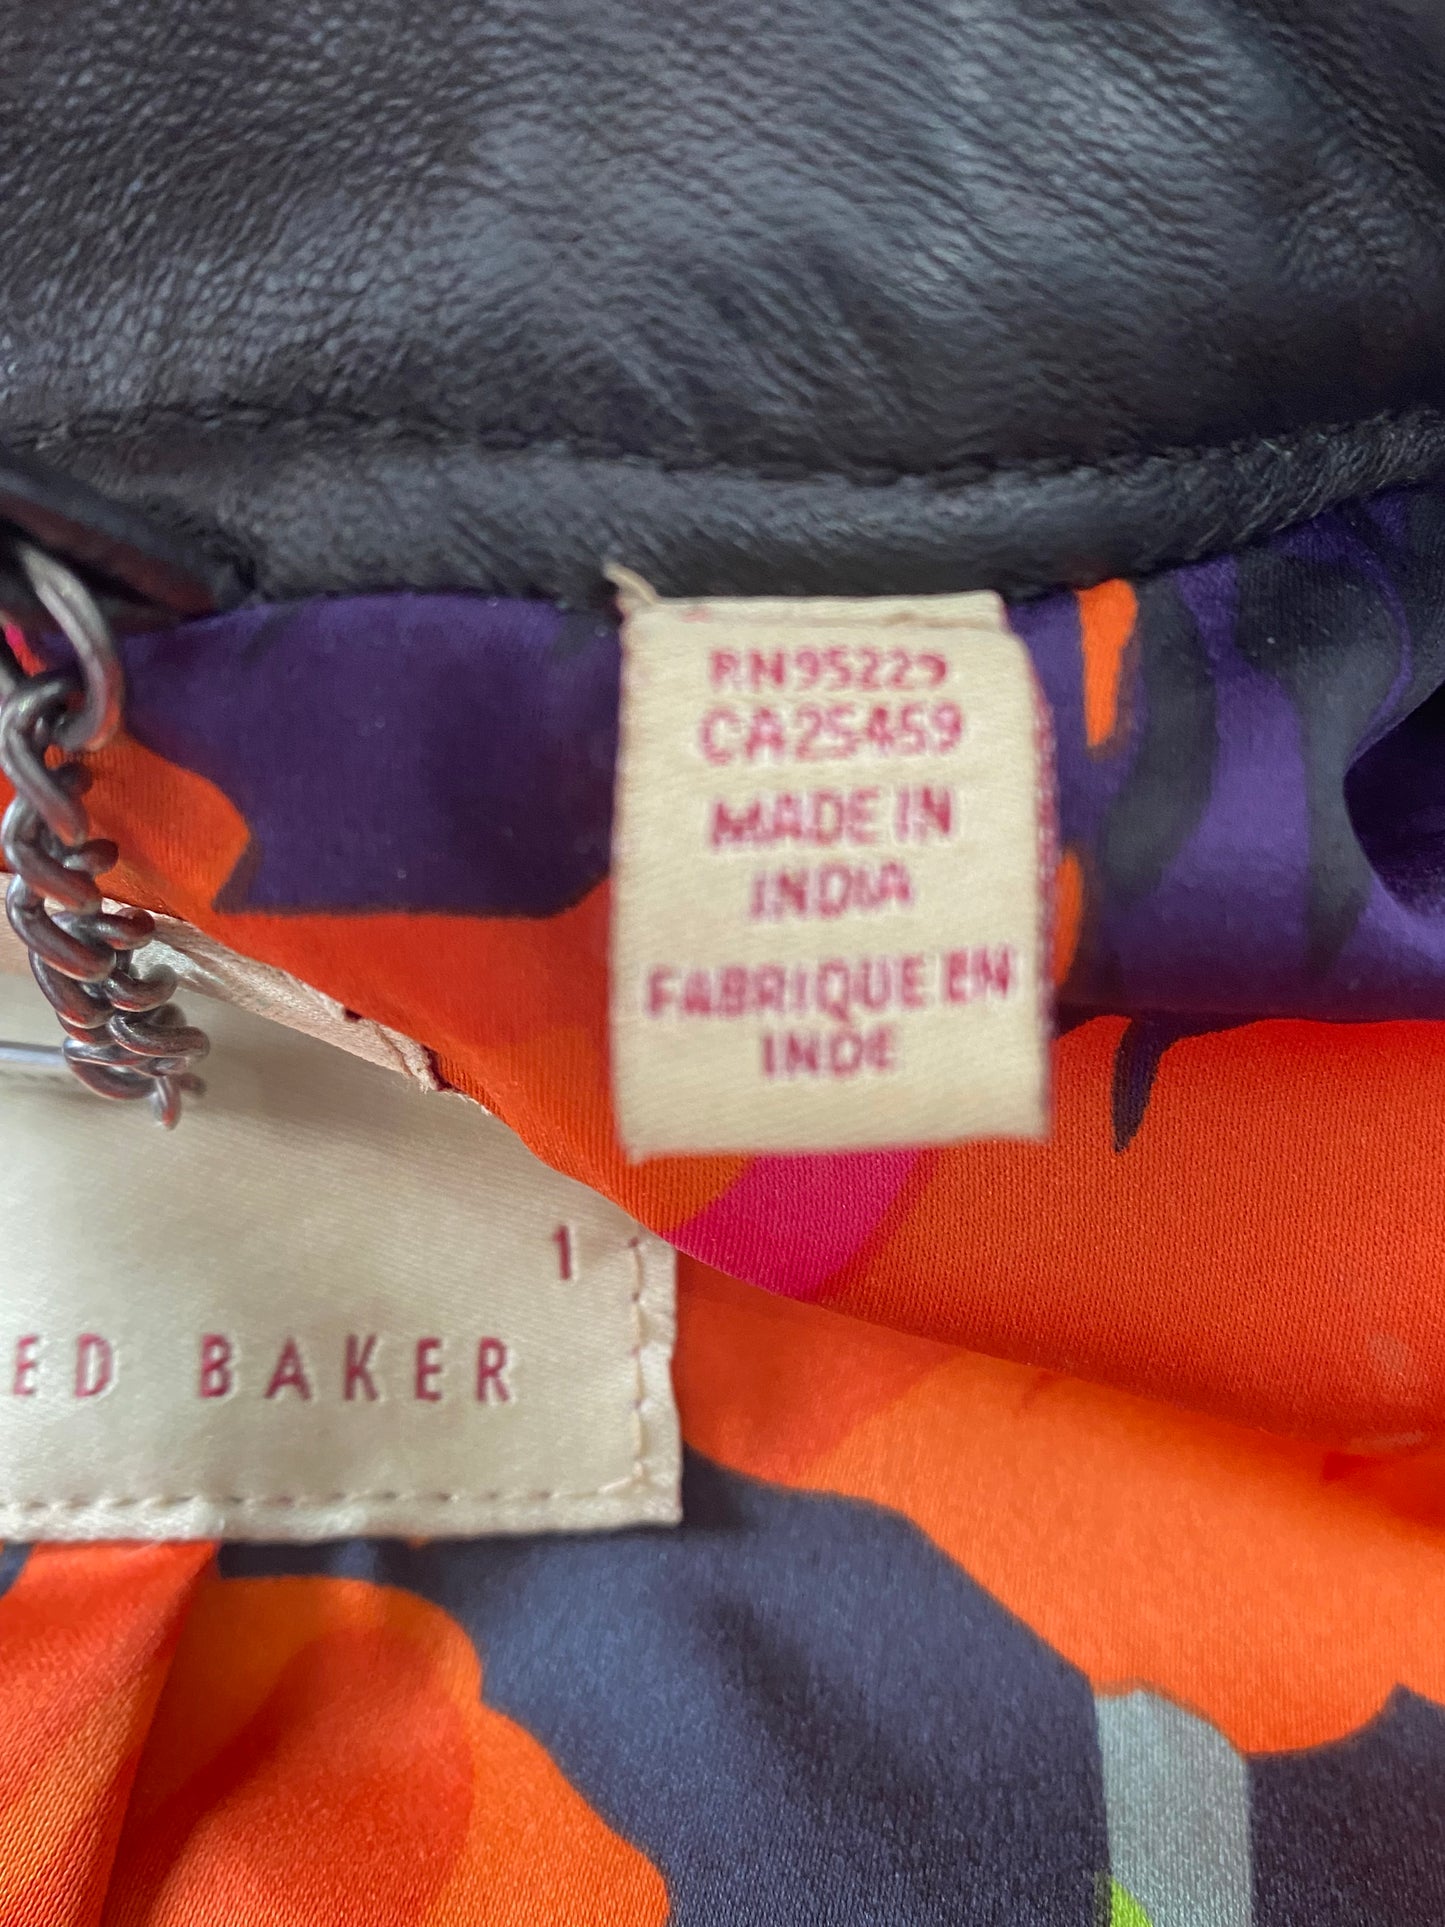 RN95229
CA25459
MADE IN
INDIA
FABRIQUE EN
INDE
1
ED BAKER